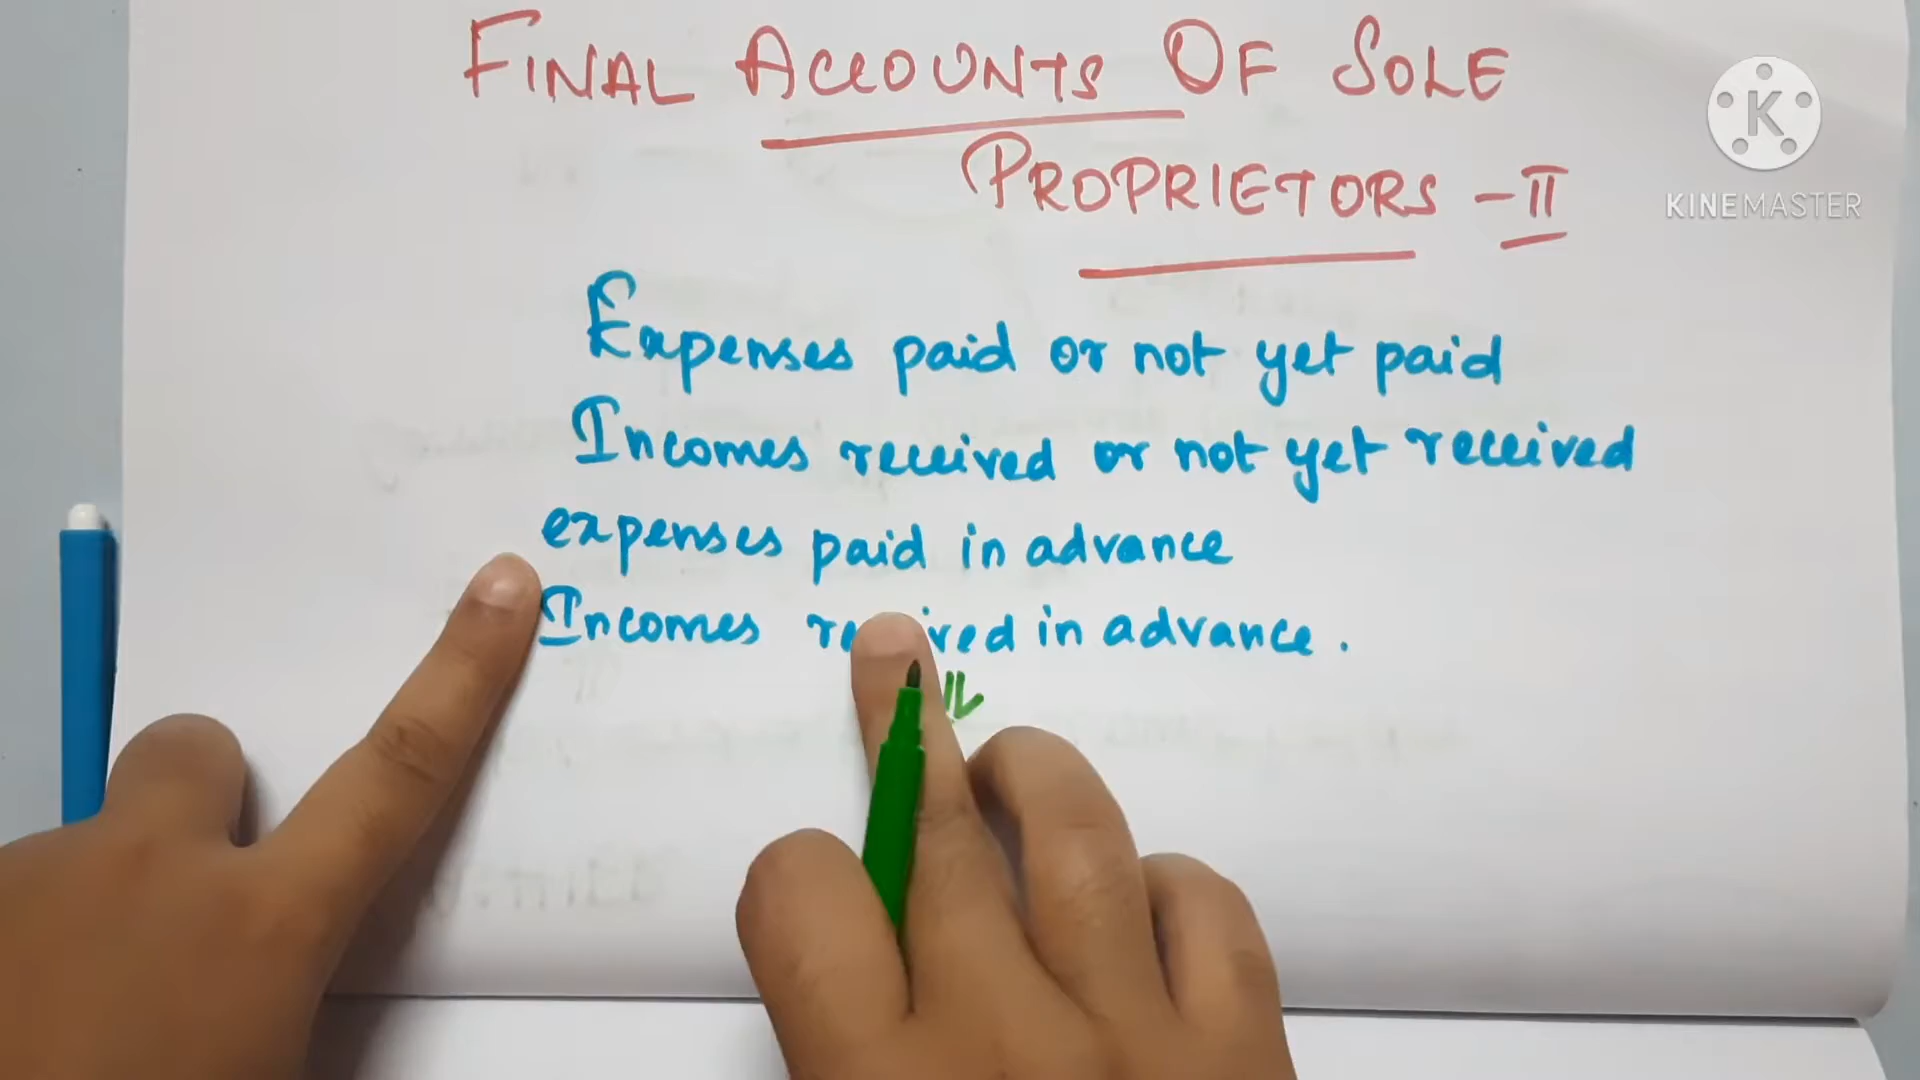 FINAL ACCOUNTS OF SOLE
PROPRIETORS - II
K
KINEMASTER
Expenses paid or not yet paid
Incomes received or not yet received
expenses paid in advance
Incomes in advance.